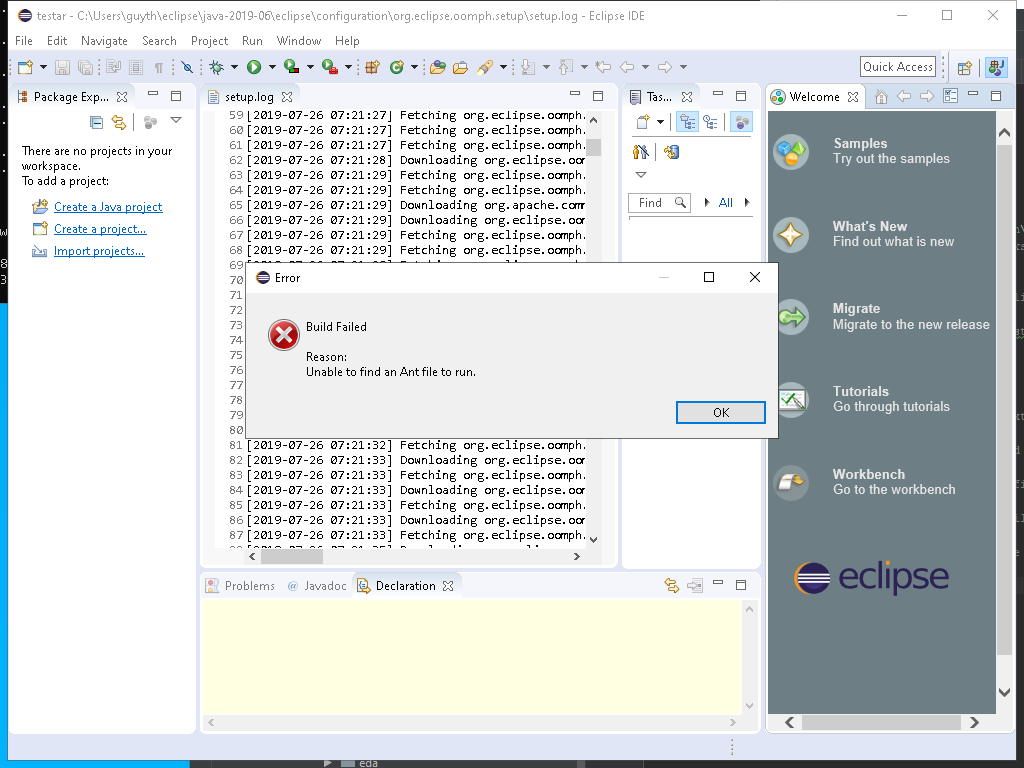 testar - C:\Users\guyth\eclipse\java-2019-06\eclipse\configuration\org.eclipse.oomph.setup\setup.log - Eclipse IDE
File Edit Navigate Search Project Run Window Help
Quick Access
Package Exp...
There are no projects in your
workspace.
To add a project:
Create a Java project
Create a project...
Import projects...
setup.log
59 [2019-07-26 07:21:27] Fetching org.eclipse.oomph.
60 [2019-07-26 07:21:27] Fetching org.eclipse.oomph.
61 [2019-07-26 07:21:27] Fetching org.eclipse.oomph.
62 [2019-07-26 07:21:28] Downloading org.eclipse.oom
63 [2019-07-26 07:21:29] Fetching org.eclipse.oomph.
64 [2019-07-26 07:21:29] Fetching org.eclipse.oomph.
65 [2019-07-26 07:21:29] Downloading org.apache.comm
66 [2019-07-26 07:21:29] Downloading org.eclipse.oom
67 [2019-07-26 07:21:29] Fetching org.eclipse.oomph.
68 [2019-07-26 07:21:29] Fetching org.eclipse.oomph.
69
70
71
72
73
74
75
76
77
78
79
80
81 [2019-07-26 07:21:32] Fetching org.eclipse.oomph.
82 [2019-07-26 07:21:33] Downloading org.eclipse.oom
83 [2019-07-26 07:21:33] Fetching org.eclipse.oomph.
84 [2019-07-26 07:21:33] Downloading org.eclipse.oom
85 [2019-07-26 07:21:33] Fetching org.eclipse.oomph.
86 [2019-07-26 07:21:33] Downloading org.eclipse.oom
87 [2019-07-26 07:21:33] Fetching org.eclipse.oomph.
Error
Build Failed
Reason:
Unable to find an Ant file to run.
OK
Tas...
Find
All
Welcome
Samples
Try out the samples
What's New
Find out what is new
Migrate
Migrate to the new release
Tutorials
Go through tutorials
Workbench
Go to the workbench
eclipse
Problems @ Javadoc Declaration
eda